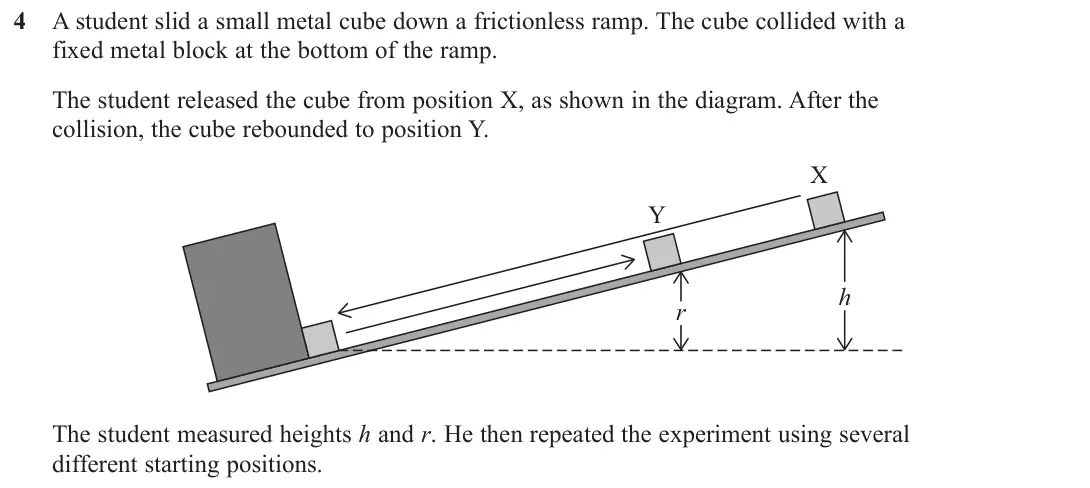 4 A student slid a small metal cube down a frictionless ramp. The cube collided with a
fixed metal block at the bottom of the ramp.
The student released the cube from position X, as shown in the diagram. After the
collision, the cube rebounded to position Y.
X
Y
h
r
The student measured heights h and r. He then repeated the experiment using several
different starting positions.